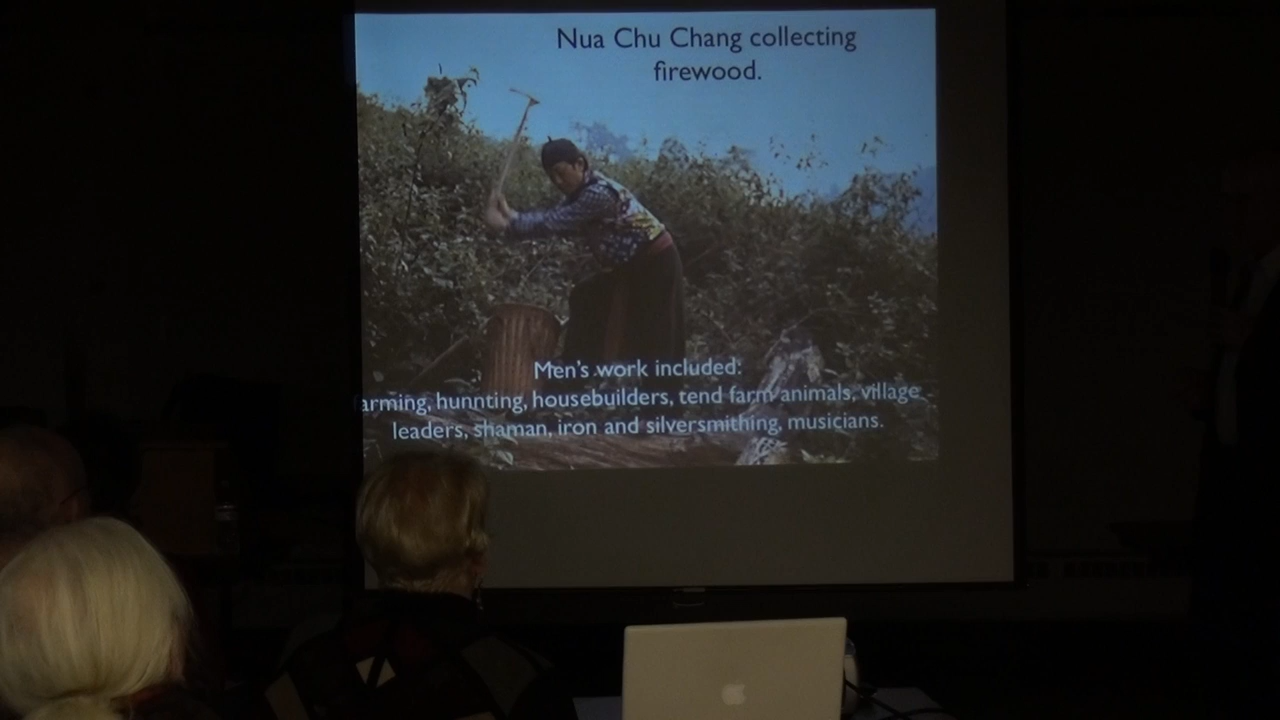 Nua Chu Chang collecting
firewood.
Men's work included:
arming, hunnting, housebuilders, tend farm animals, village
leaders, shaman, iron and silversmithing, musicians.